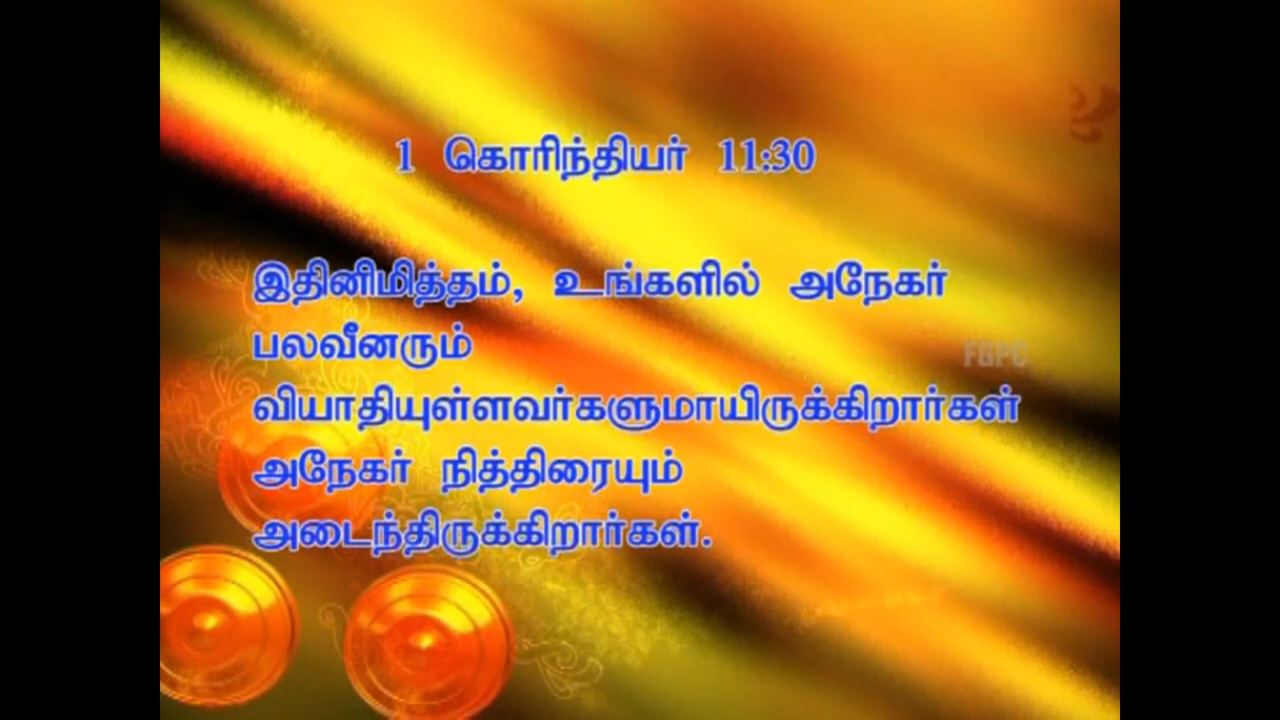 1 கொரிந்தியர் 11:30
இதினிமித்தம், உங்களில் அநேகர்
பலவீனரும்
FGPC
வியாதியுள்ளவர்களுமாயிருக்கிறார்கள்
அநேகர் நித்திரையும்
அடைந்திருக்கிறார்கள்.